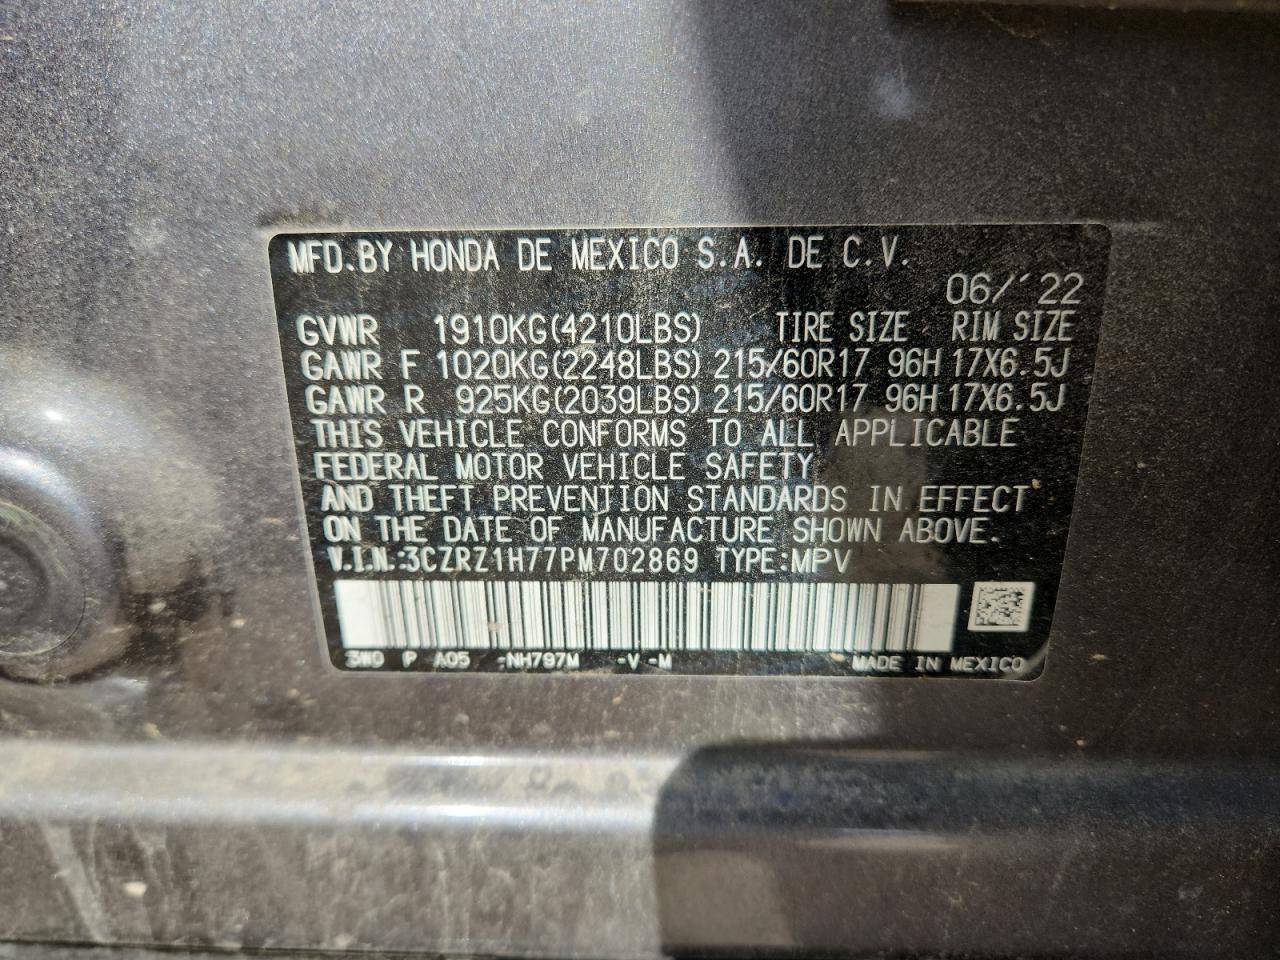 MFD.BY HONDA DE MEXICO S.A. DE C.V.
06/'22
GVWR 1910KG(4210LBS) TIRE SIZE RIM SIZE
GAWR F 1020KG(2248LBS) 215/60R17 96H 17X6.5J
GAWR R 925KG(2039LBS) 215/60R17 96H 17X6.5J
THIS VEHICLE CONFORMS TO ALL APPLICABLE
FEDERAL MOTOR VEHICLE SAFETY
AND THEFT PREVENTION STANDARDS IN EFFECT
ON THE DATE OF MANUFACTURE SHOWN ABOVE.
V.I.N.:3CZRZ1H77PM702869 TYPE:MPV
3W0 P A05 -NH797M -V -M MADE IN MEXICO